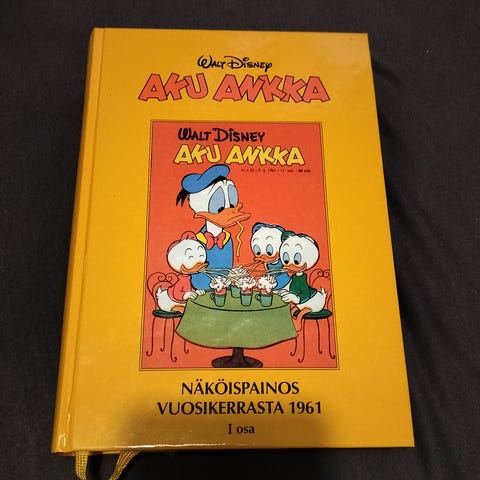 WALT DISNEY
AKU ANKKA
WALT DISNEY
AKU ANKKA
NÄKÖISPAINOS
VUOSIKERRASTA 1961
I osa